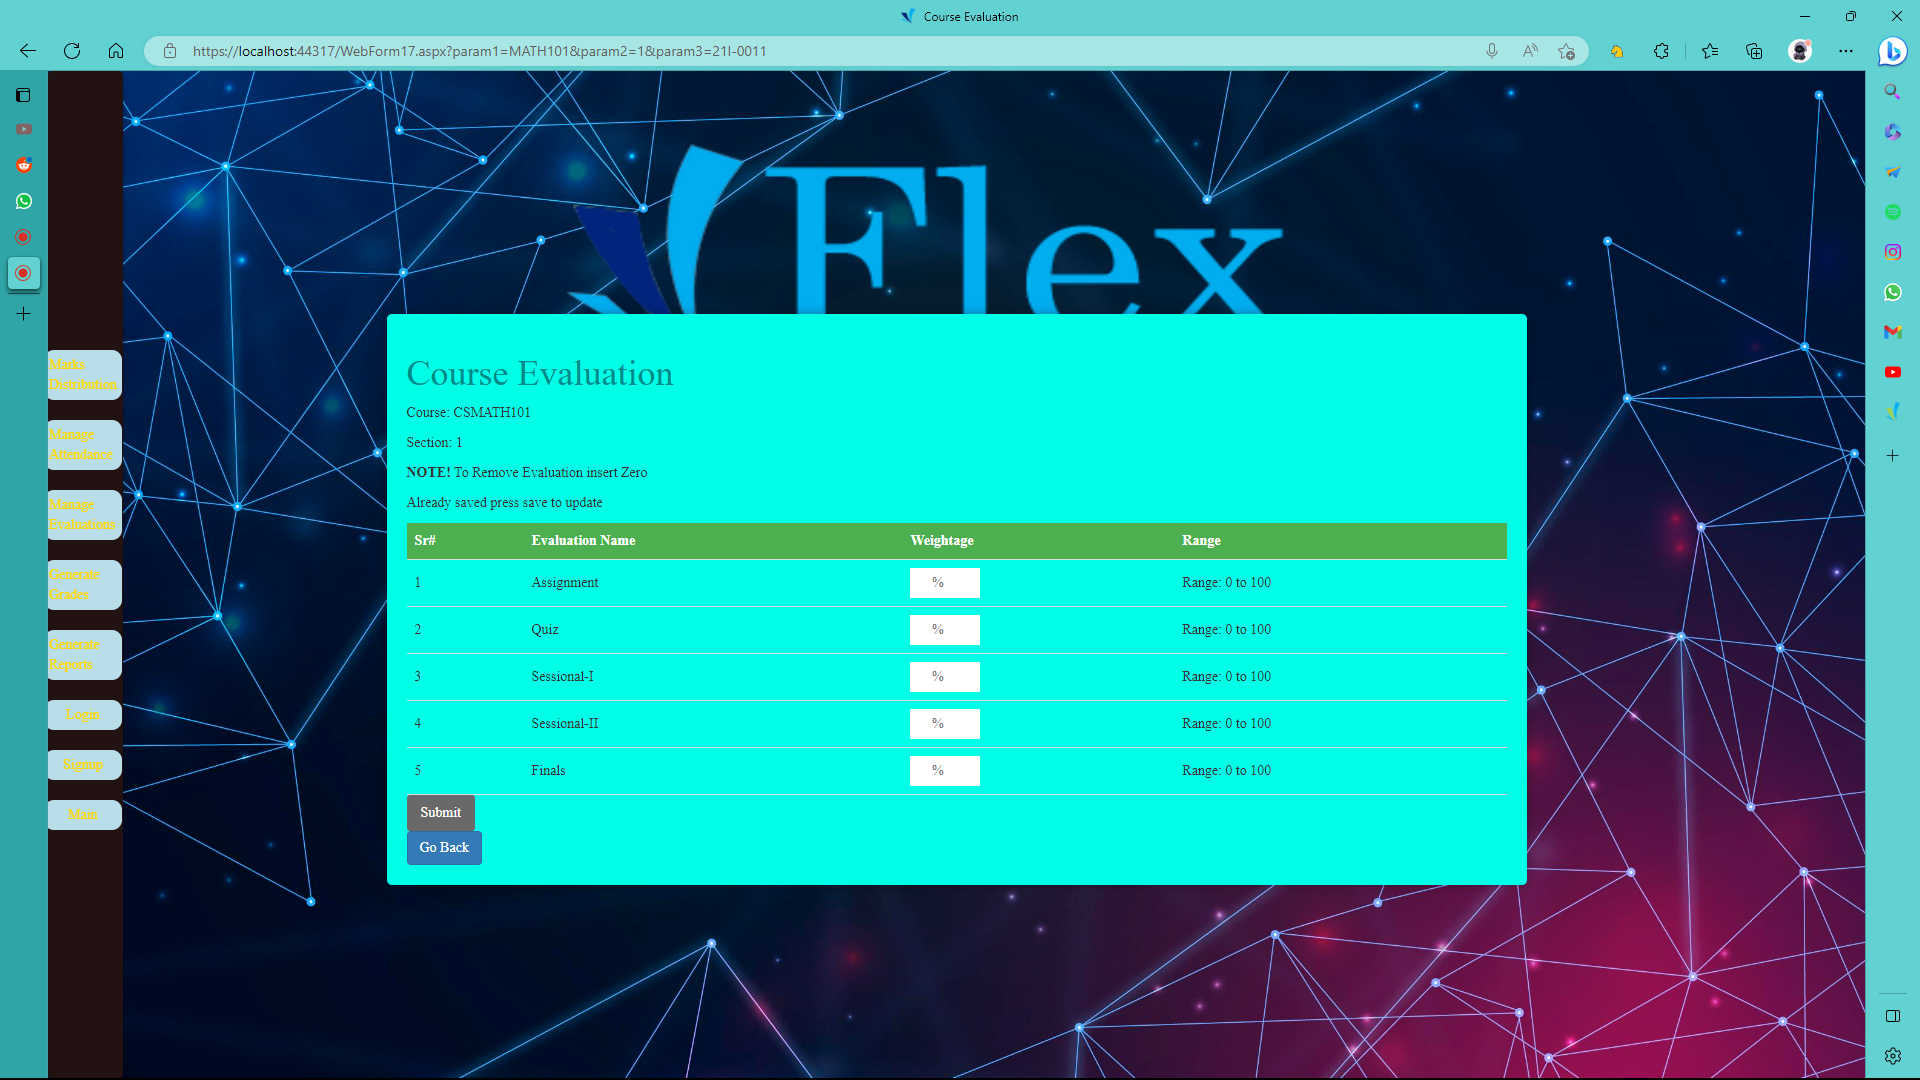 Course Evaluation
https://localhost:44317/WebForm17.aspx?param1=MATH101&param2=1&param3=21I-0011
Flex
Marks
Distribution
Manage
Attendance
Manage
Evaluations
Generate
Grades
Generate
Reports
Login
Signup
Main
Course Evaluation
Course: CSMATH101
Section: 1
NOTE! To Remove Evaluation insert Zero
Already saved press save to update
Sr# Evaluation Name Weightage Range
1 Assignment % Range: 0 to 100
2 Quiz % Range: 0 to 100
3 Sessional-I % Range: 0 to 100
4 Sessional-II % Range: 0 to 100
5 Finals % Range: 0 to 100
Submit
Go Back